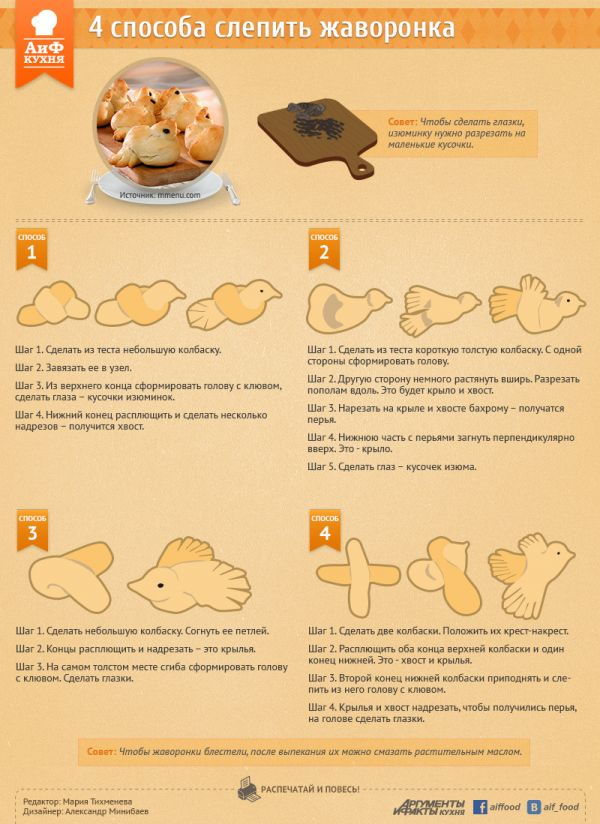 АиФ
КУХНЯ
4 способа слепить жаворонка
Источник: mmenu.com
Совет: Чтобы сделать глазки,
изюминку нужно разрезать на
маленькие кусочки.
СПОСОБ
1
Шаг 1. Сделать из теста небольшую колбаску.
Шаг 2. Завязать ее в узел.
Шаг 3. Из верхнего конца сформировать голову с клювом,
сделать глаза – кусочки изюминок.
Шаг 4. Нижний конец расплющить и сделать несколько
надрезов – получится хвост.
СПОСОБ
2
Шаг 1. Сделать из теста короткую толстую колбаску. С одной
стороны сформировать голову.
Шаг 2. Другую сторону немного растянуть вширь. Разрезать
пополам вдоль. Это будет крыло и хвост.
Шаг 3. Нарезать на крыле и хвосте бахрому – получатся
перья.
Шаг 4. Нижнюю часть с перьями загнуть перпендикулярно
вверх. Это - крыло.
Шаг 5. Сделать глаз – кусочек изюма.
СПОСОБ
3
Шаг 1. Сделать небольшую колбаску. Согнуть ее петлей.
Шаг 2. Концы расплющить и надрезать – это крылья.
Шаг 3. На самом толстом месте сгиба сформировать голову
с клювом. Сделать глазки.
СПОСОБ
4
Шаг 1. Сделать две колбаски. Положить их крест-накрест.
Шаг 2. Расплющить оба конца верхней колбаски и один
конец нижней. Это - хвост и крылья.
Шаг 3. Второй конец нижней колбаски приподнять и сле-
пить из него голову с клювом.
Шаг 4. Крылья и хвост надрезать, чтобы получились перья,
на голове сделать глазки.
Совет: Чтобы жаворонки блестели, после выпекания их можно смазать растительным маслом.
РАСПЕЧАТАЙ И ПОВЕСЬ!
Редактор: Мария Тихменева
Дизайнер: Александр Минибаев
АРГУМЕНТЫ
И ФАКТЫ КУХНЯ
f aiffood
В aif_food